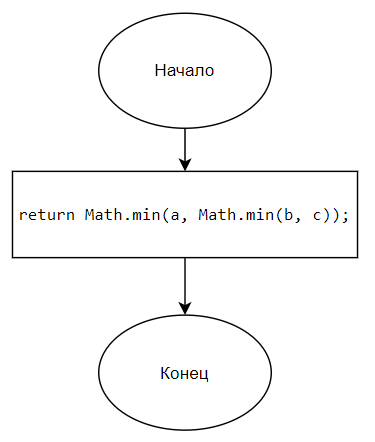 Начало
return Math.min(a, Math.min(b, c));
Конец